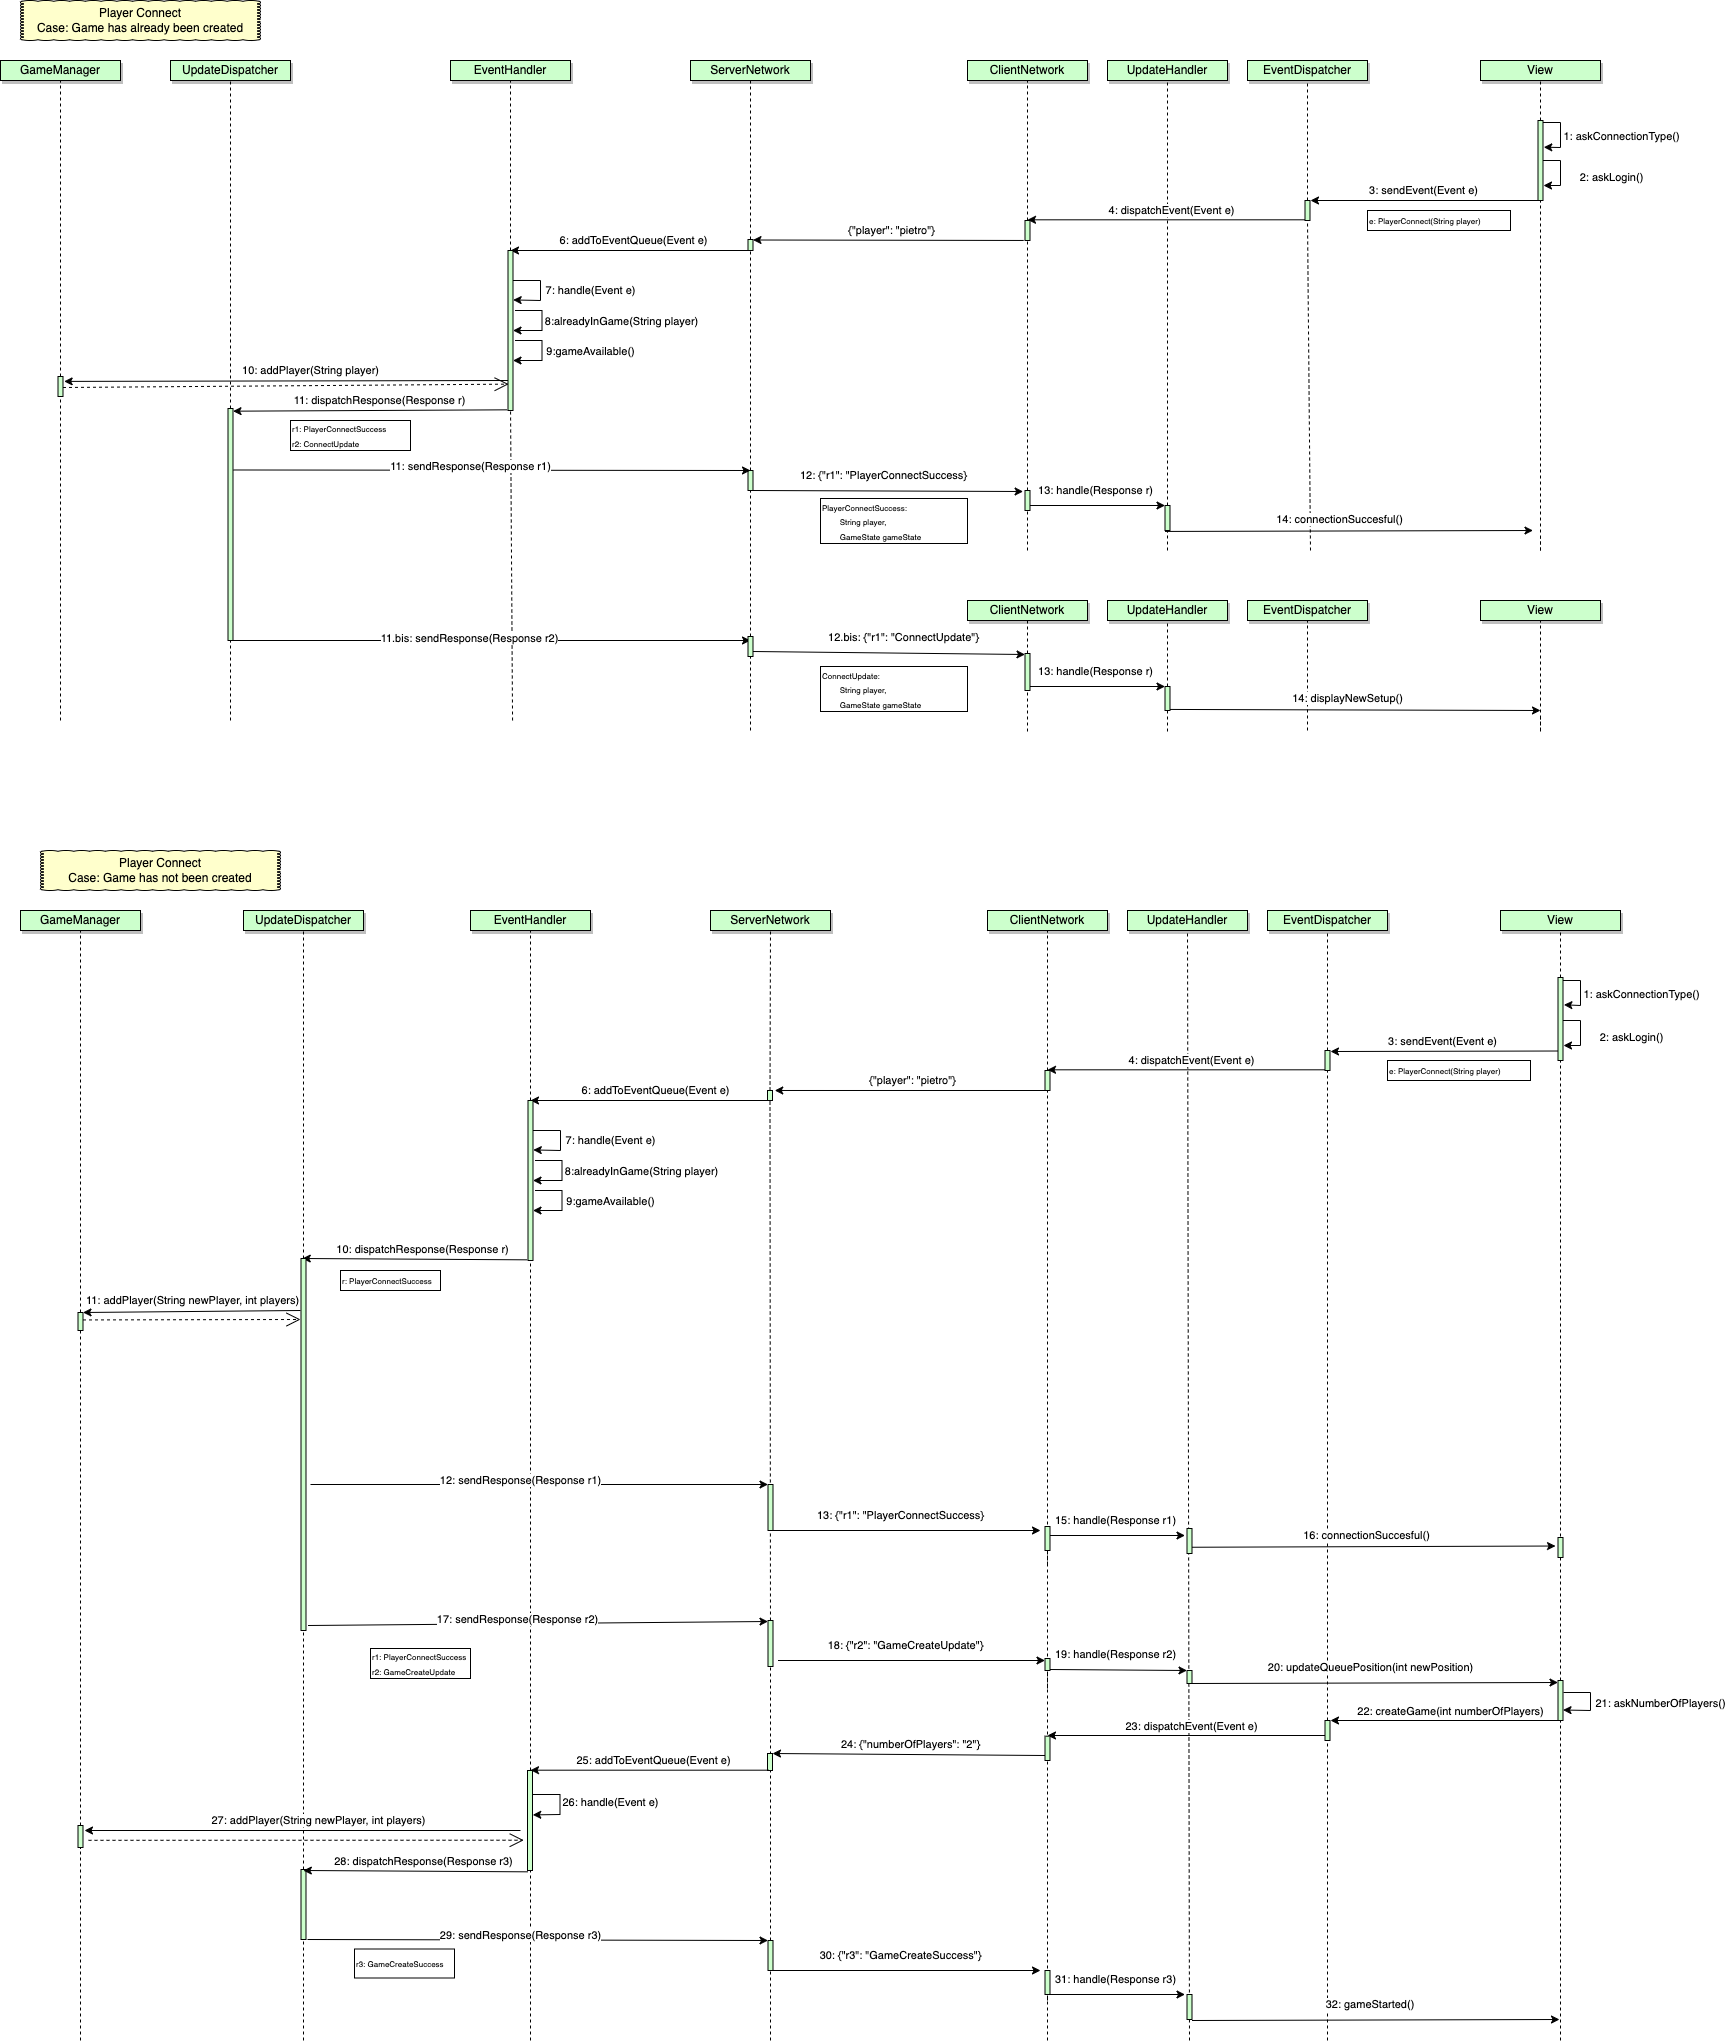 Player Connect
Case: Game has already been created
GameManager
UpdateDispatcher
EventHandler
ServerNetwork
ClientNetwork
UpdateHandler
EventDispatcher
View
1: askConnectionType()
2: askLogin()
3: sendEvent(Event e)
e: PlayerConnect(String player)
4: dispatchEvent(Event e)
{"player": "pietro"}
6: addToEventQueue(Event e)
7: handle(Event e)
8:alreadyInGame(String player)
9:gameAvailable()
10: addPlayer(String player)
11: dispatchResponse(Response r)
r1: PlayerConnectSuccess
r2: ConnectUpdate
11: sendResponse(Response r1)
12: {"r1": "PlayerConnectSuccess}
PlayerConnectSuccess:
String player,
GameState gameState
13: handle(Response r)
14: connectionSuccesful()
ClientNetwork
UpdateHandler
EventDispatcher
View
11.bis: sendResponse(Response r2)
12.bis: {"r1": "ConnectUpdate"}
ConnectUpdate:
String player,
GameState gameState
13: handle(Response r)
14: displayNewSetup()
Player Connect
Case: Game has not been created
GameManager
UpdateDispatcher
EventHandler
ServerNetwork
ClientNetwork
UpdateHandler
EventDispatcher
View
1: askConnectionType()
2: askLogin()
3: sendEvent(Event e)
e: PlayerConnect(String player)
4: dispatchEvent(Event e)
{"player": "pietro"}
6: addToEventQueue(Event e)
7: handle(Event e)
8:alreadyInGame(String player)
9:gameAvailable()
10: dispatchResponse(Response r)
r: PlayerConnectSuccess
11: addPlayer(String newPlayer, int players)
12: sendResponse(Response r1)
13: {"r1": "PlayerConnectSuccess}
15: handle(Response r1)
16: connectionSuccesful()
17: sendResponse(Response r2)
r1: PlayerConnectSuccess
r2: GameCreateUpdate
18: {"r2": "GameCreateUpdate"}
19: handle(Response r2)
20: updateQueuePosition(int newPosition)
21: askNumberOfPlayers()
22: createGame(int numberOfPlayers)
23: dispatchEvent(Event e)
24: {"numberOfPlayers": "2"}
25: addToEventQueue(Event e)
26: handle(Event e)
27: addPlayer(String newPlayer, int players)
28: dispatchResponse(Response r3)
29: sendResponse(Response r3)
r3: GameCreateSuccess
30: {"r3": "GameCreateSuccess"}
31: handle(Response r3)
32: gameStarted()